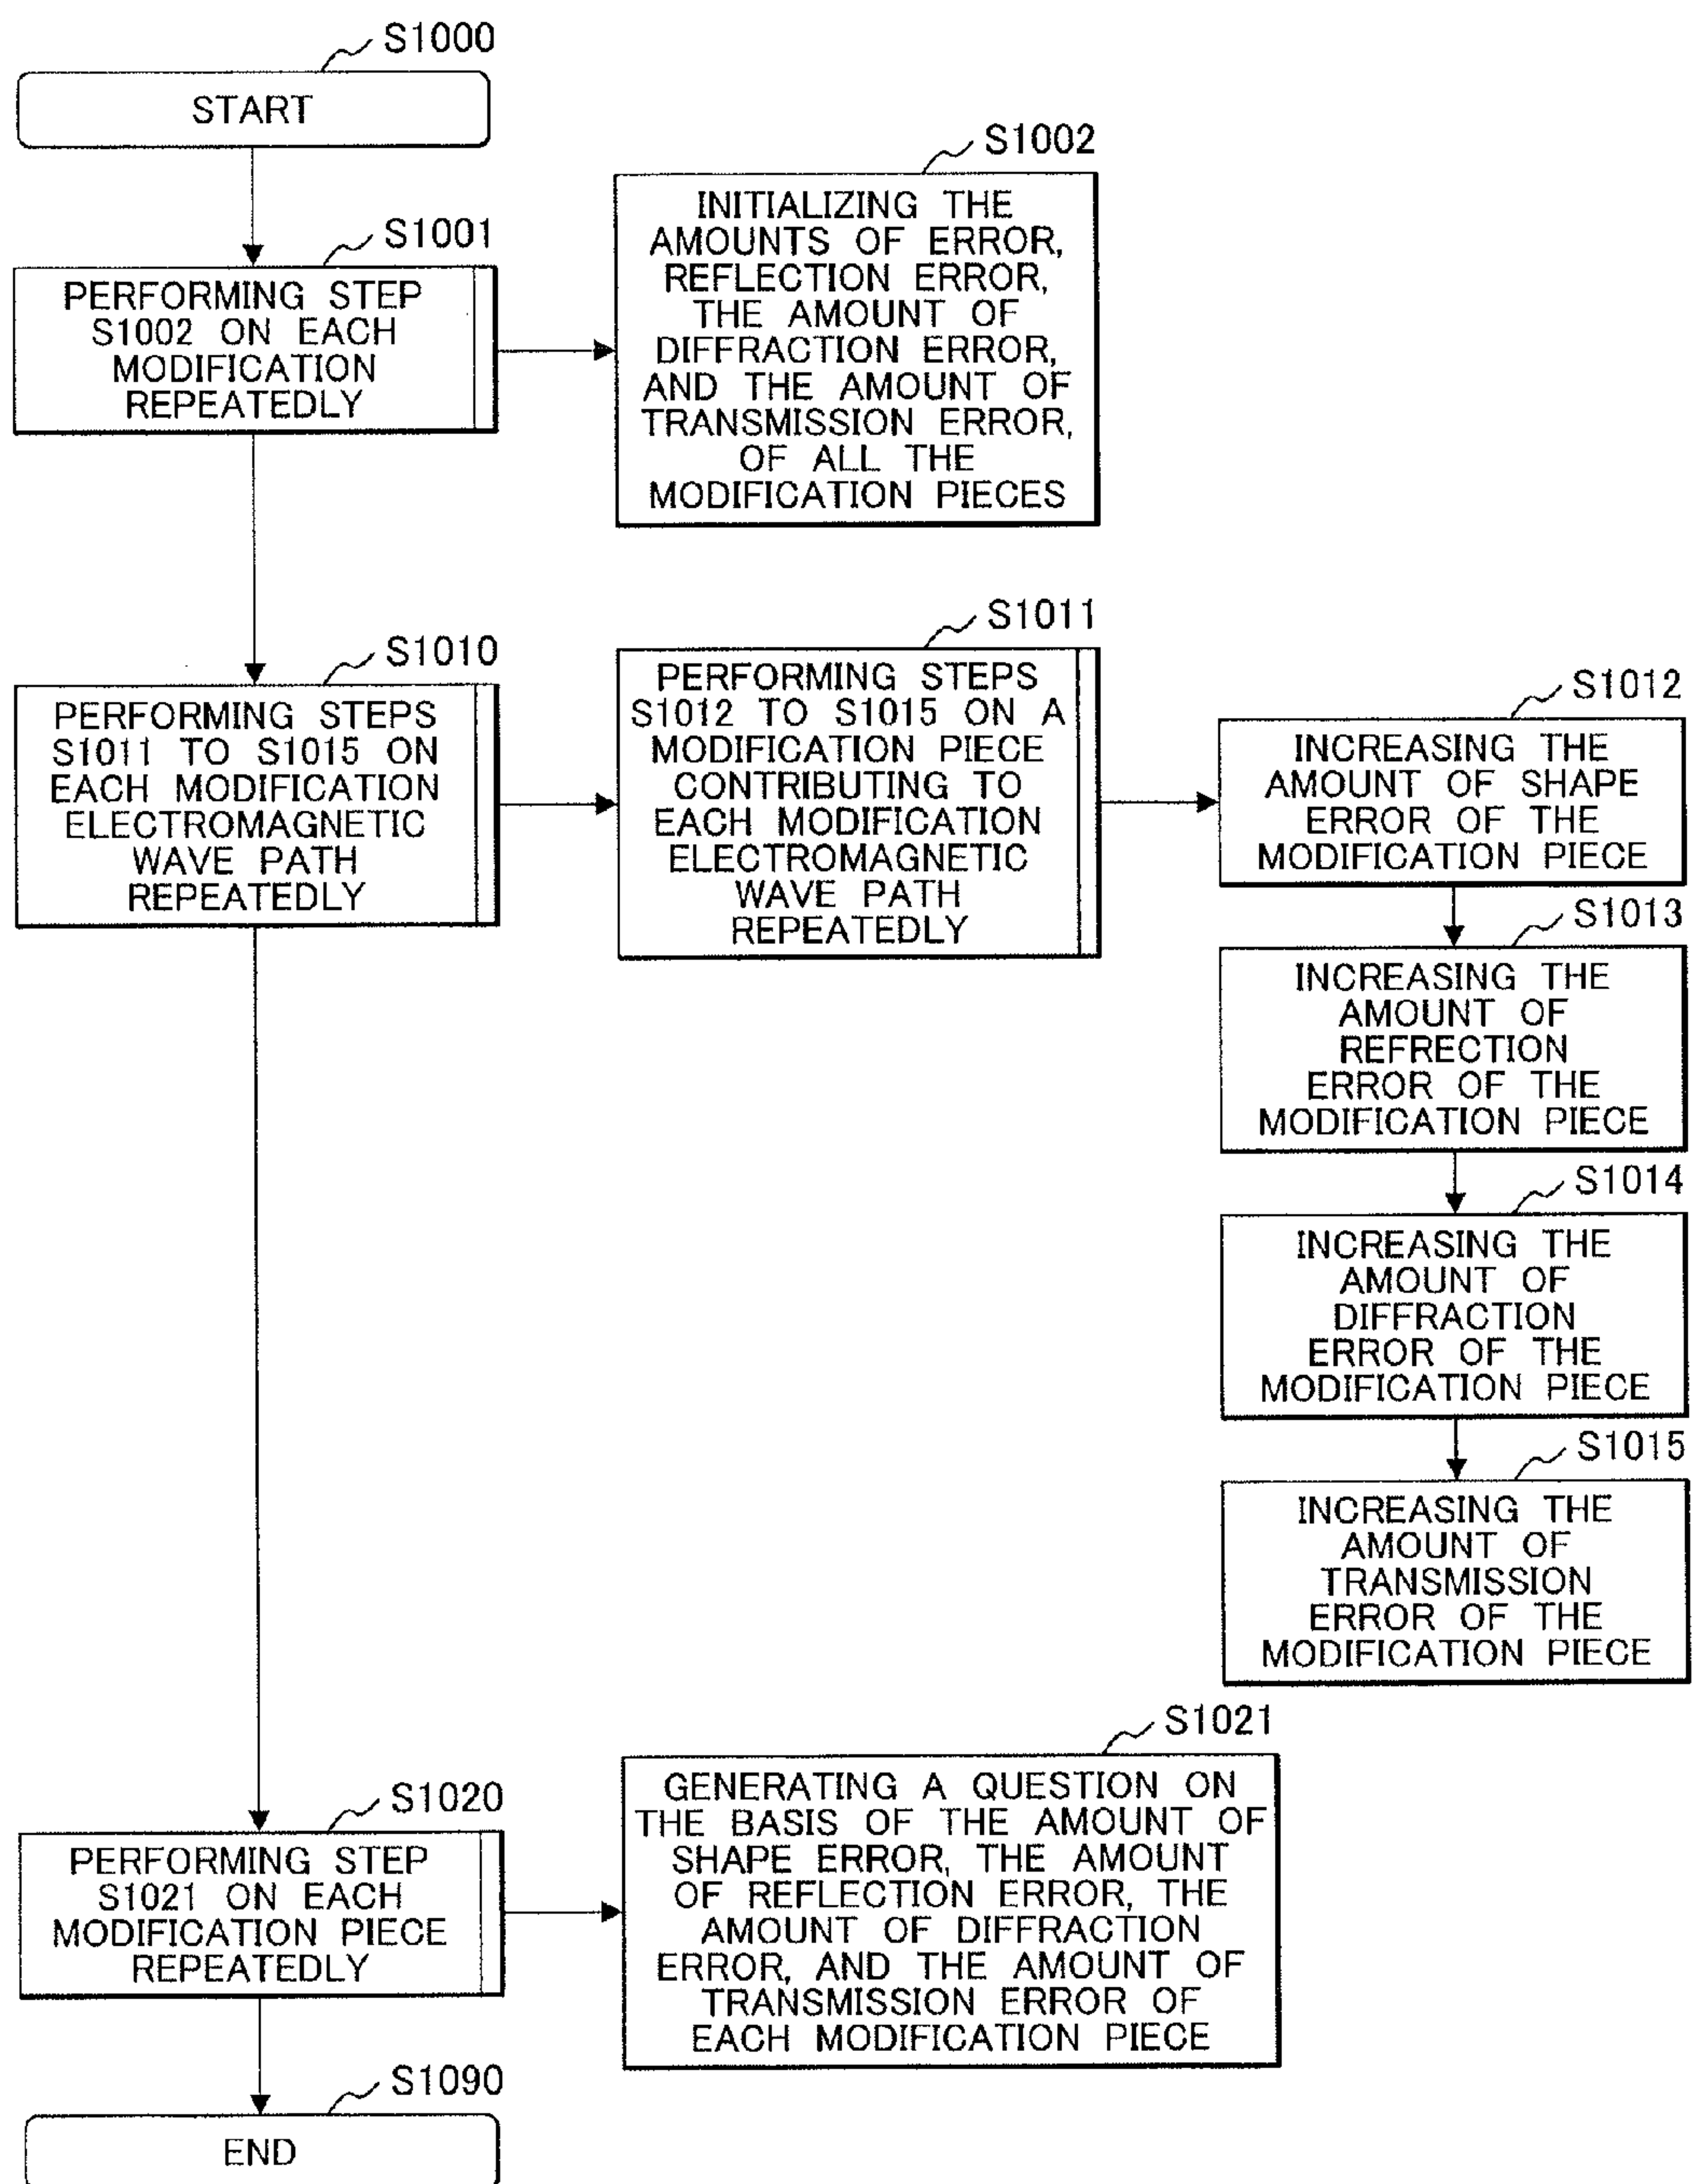 S1000
START
S1002
INITIALIZING THE
AMOUNTS OF ERROR,
REFLECTION ERROR,
THE AMOUNT OF
DIFFRACTION ERROR,
AND THE AMOUNT OF
TRANSMISSION ERROR,
OF ALL THE
MODIFICATION PIECES
S1001
PERFORMING STEP
S1002 ON EACH
MODIFICATION
REPEATEDLY
S1010
PERFORMING STEPS
S1011 TO S1015 ON
EACH MODIFICATION
ELECTROMAGNETIC
WAVE PATH
REPEATEDLY
S1011
PERFORMING STEPS
S1012 TO S1015 ON A
MODIFICATION PIECE
CONTRIBUTING TO
EACH MODIFICATION
ELECTROMAGNETIC
WAVE PATH
REPEATEDLY
S1012
INCREASING THE
AMOUNT OF SHAPE
ERROR OF THE
MODIFICATION PIECE
S1013
INCREASING THE
AMOUNT OF
REFRECTION
ERROR OF THE
MODIFICATION PIECE
S1014
INCREASING THE
AMOUNT OF
DIFFRACTION
ERROR OF THE
MODIFICATION PIECE
S1015
INCREASING THE
AMOUNT OF
TRANSMISSION
ERROR OF THE
MODIFICATION PIECE
S1020
PERFORMING STEP
S1021 ON EACH
MODIFICATION PIECE
REPEATEDLY
S1021
GENERATING A QUESTION ON
THE BASIS OF THE AMOUNT OF
SHAPE ERROR, THE AMOUNT
OF REFLECTION ERROR, THE
AMOUNT OF DIFFRACTION
ERROR, AND THE AMOUNT OF
TRANSMISSION ERROR OF
EACH MODIFICATION PIECE
S1090
END